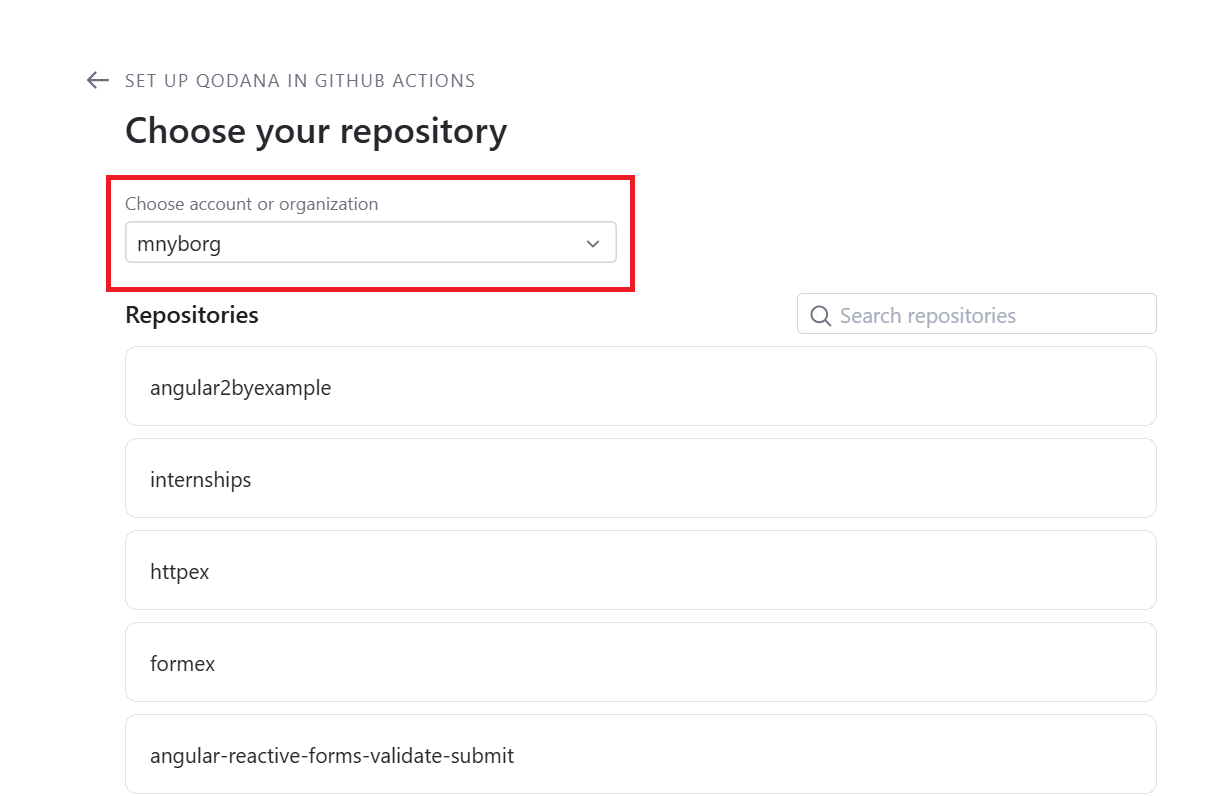 SET UP QODANA IN GITHUB ACTIONS
Choose your repository
Choose account or organization
mnyborg
Repositories
Search repositories
angular2byexample
internships
httpex
formex
angular-reactive-forms-validate-submit